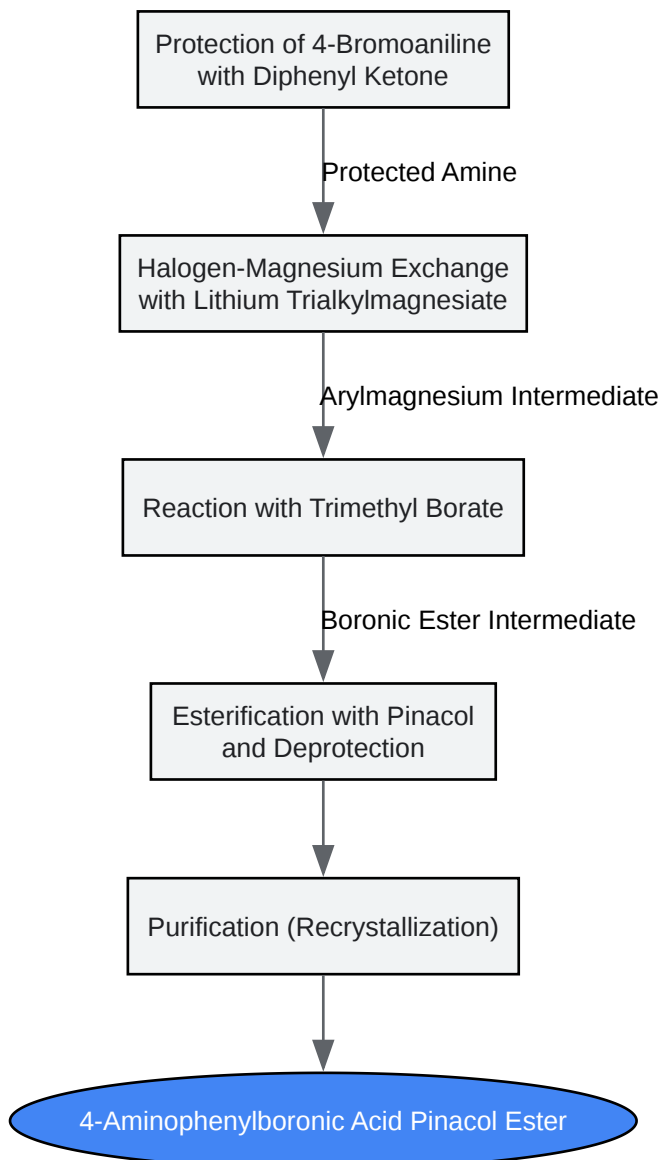 Protection of 4-Bromoaniline
with Diphenyl Ketone
Protected Amine
Halogen-Magnesium Exchange
with Lithium Trialkylmagnesiate
Arylmagnesium Intermediate
Reaction with Trimethyl Borate
Boronic Ester Intermediate
Esterification with Pinacol
and Deprotection
Purification (Recrystallization)
4-Aminophenylboronic Acid Pinacol Ester